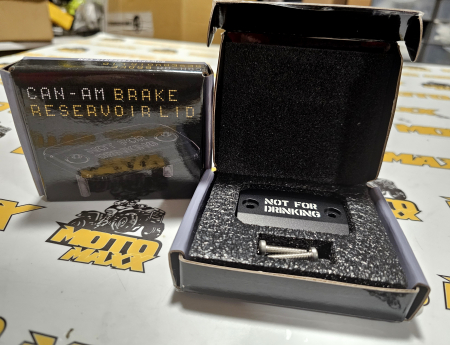 CAN-AM BRAKE
RESERVOIR LID
NOT FOR
DRINKING
MOTO
MAXX